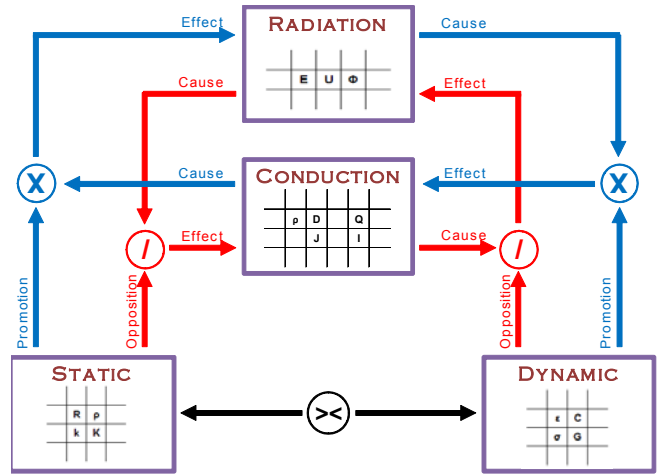 RADIATION
Effect
Cause
E U Φ
Cause
Effect
X
Cause
Effect
X
CONDUCTION
ρ D Q
J I
/
Effect
Cause
/
Promotion
Opposition
Opposition
Promotion
STATIC
R ρ
k K
><
DYNAMIC
ε C
σ G